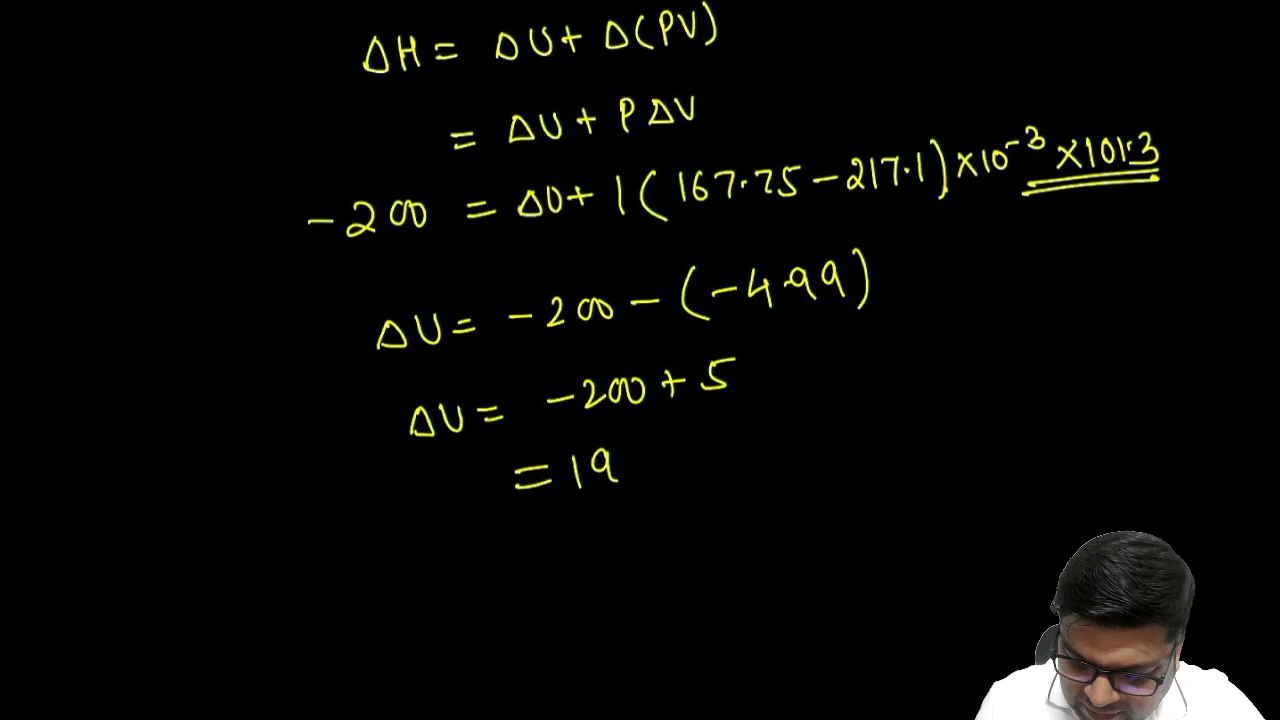 ΔH = ΔU + Δ(PV)
= ΔU + P ΔV
-200 = ΔU + 1 (167.75 - 217.1) × 10⁻³ × 101.3
ΔU = -200 - (-4.99)
ΔU = -200 + 5
= 19